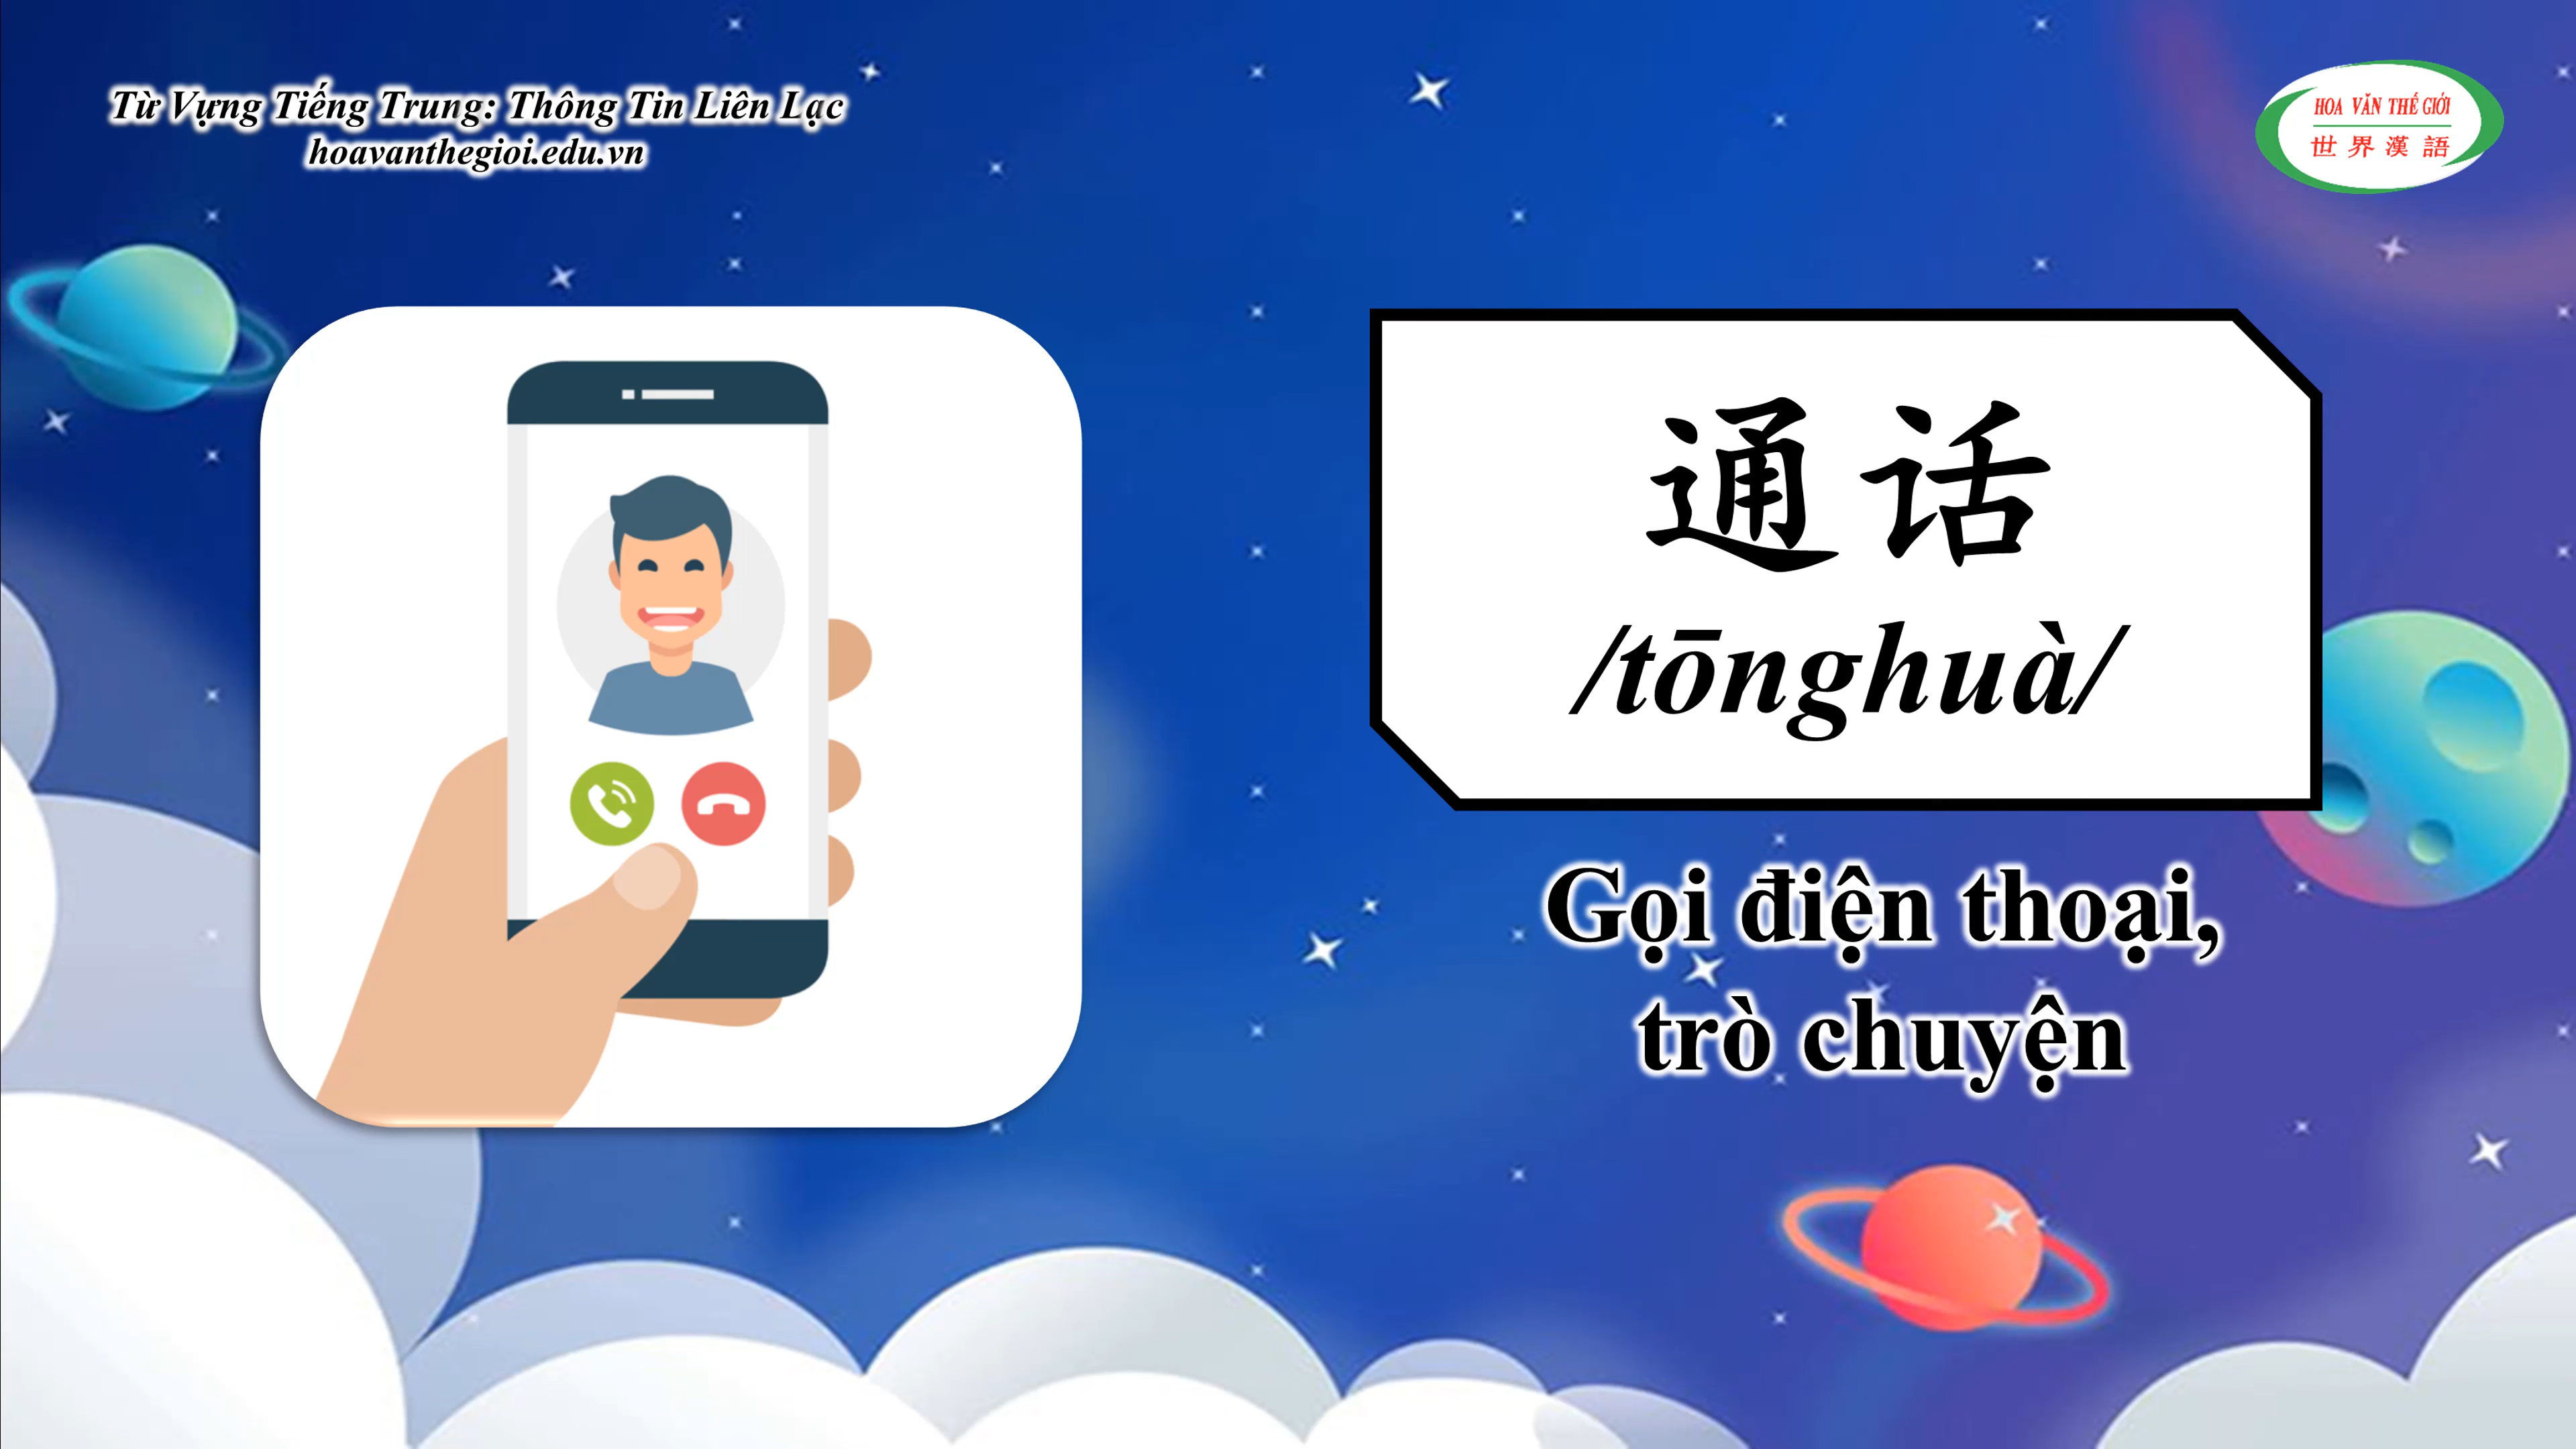 Từ Vựng Tiếng Trung: Thông Tin Liên Lạc
hoavanthegioi.edu.vn
HOA VĂN THẾ GIỚI
世界漢語
通话
/tōnghuà/
Gọi điện thoại,
trò chuyện